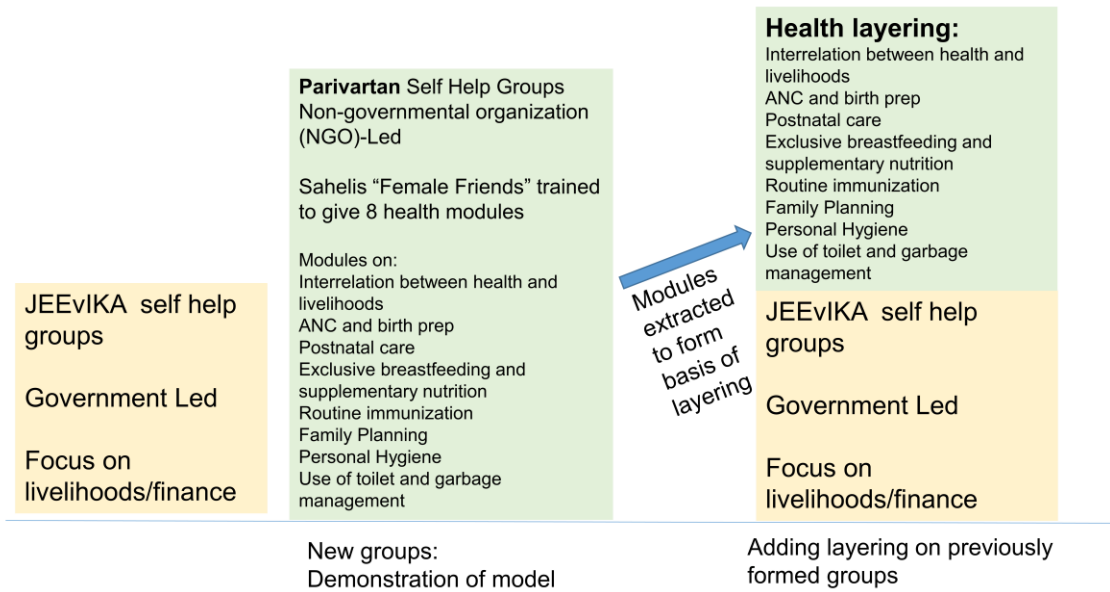 JEEvIKA self help
groups
Government Led
Focus on
livelihoods/finance
Parivartan Self Help Groups
Non-governmental organization
(NGO)-Led
Sahelis “Female Friends” trained
to give 8 health modules
Modules on:
Interrelation between health and
livelihoods
ANC and birth prep
Postnatal care
Exclusive breastfeeding and
supplementary nutrition
Routine immunization
Family Planning
Personal Hygiene
Use of toilet and garbage
management
New groups:
Demonstration of model
Modules
extracted
to form
basis of
layering
Health layering:
Interrelation between health and
livelihoods
ANC and birth prep
Postnatal care
Exclusive breastfeeding and
supplementary nutrition
Routine immunization
Family Planning
Personal Hygiene
Use of toilet and garbage
management
JEEvIKA self help
groups
Government Led
Focus on
livelihoods/finance
Adding layering on previously
formed groups